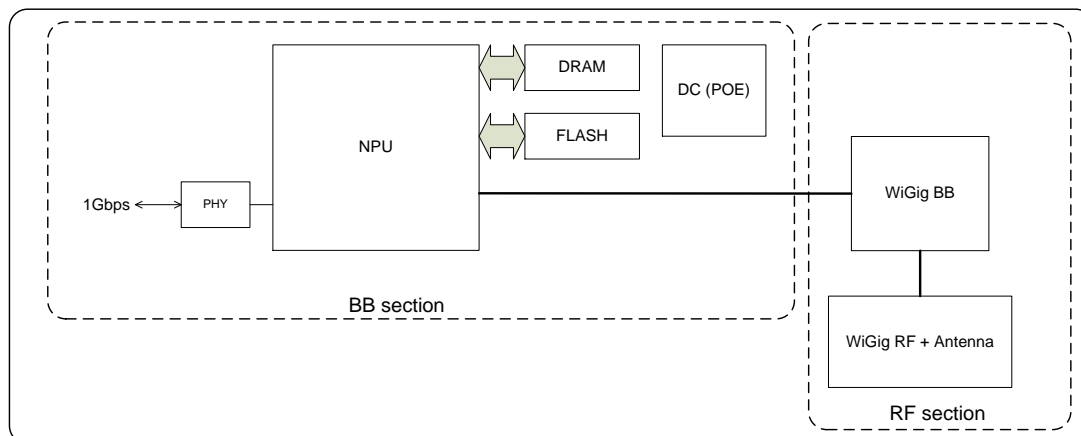 DRAM
DC (POE)
NPU
FLASH
1Gbps
PHY
WiGig BB
BB section
WiGig RF + Antenna
RF section